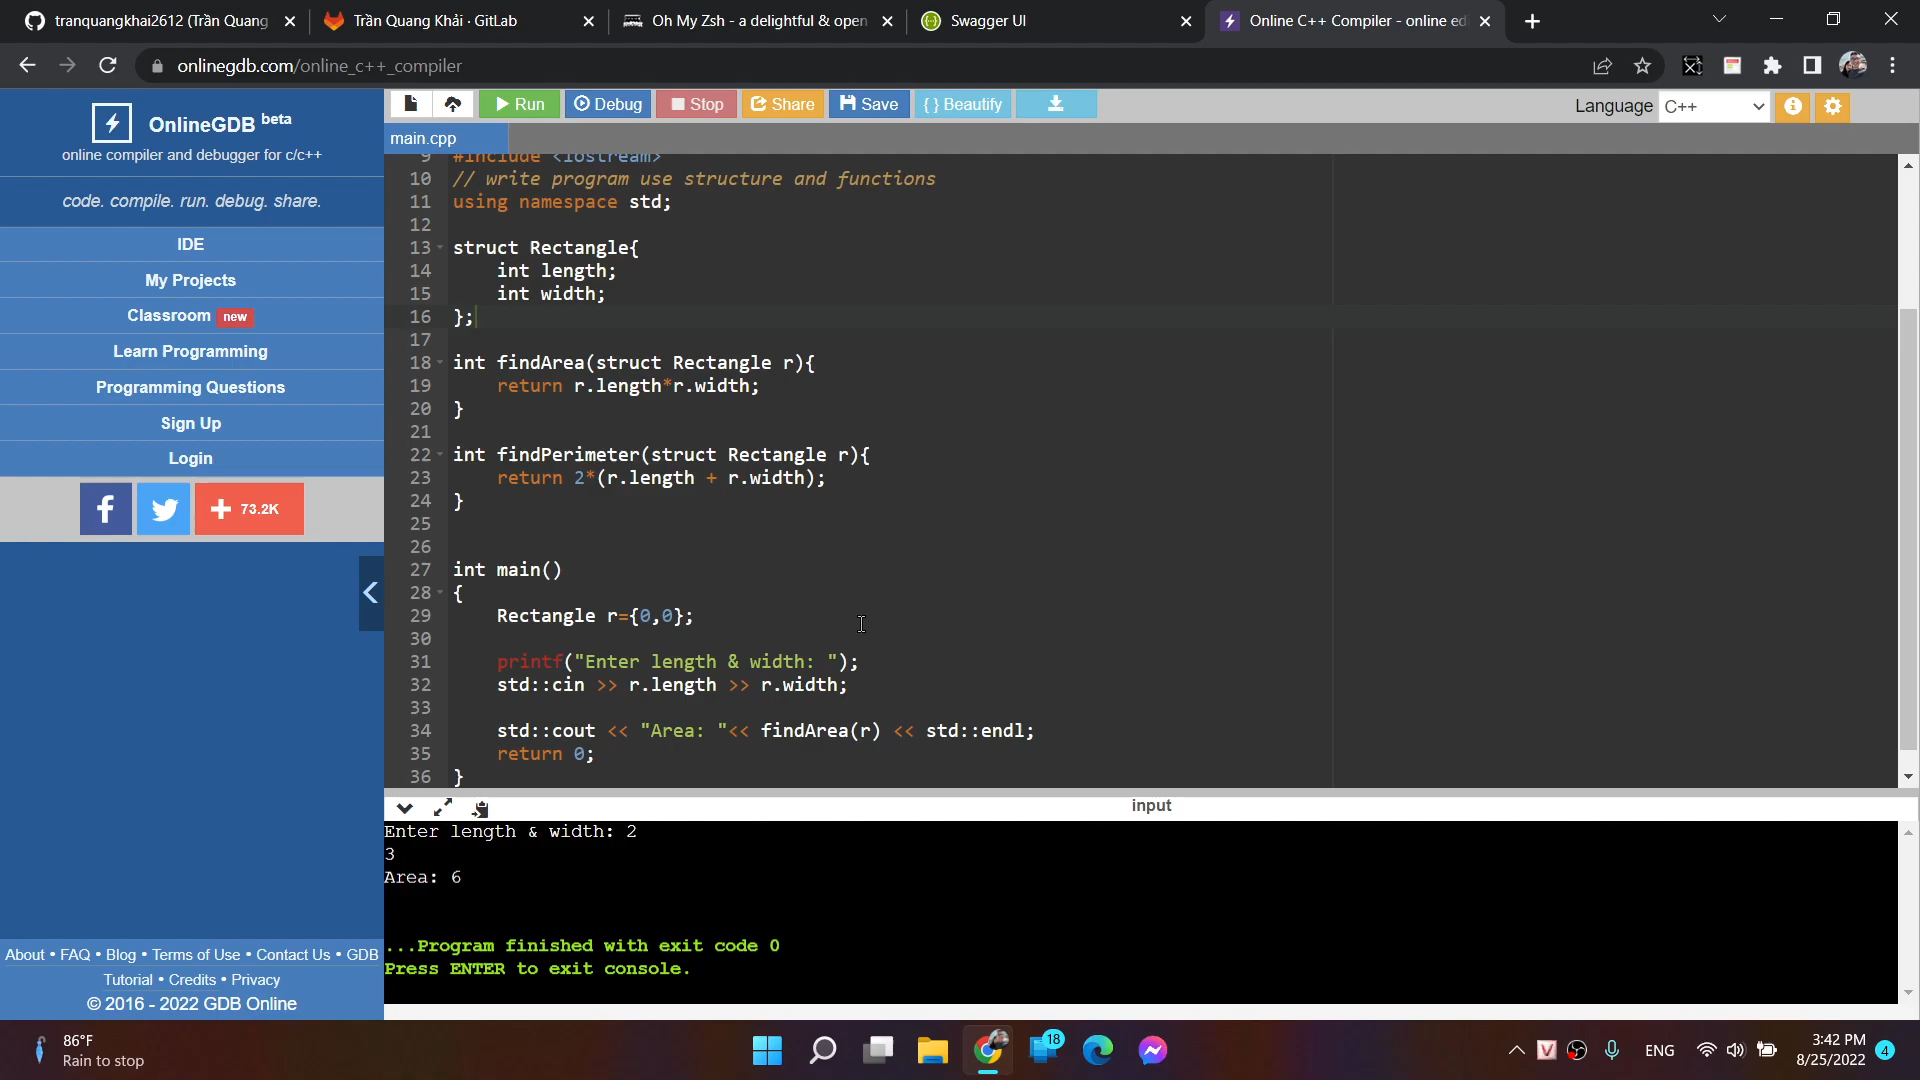 tranquangkhai2612 (Trần Quang
Trần Quang Khải · GitLab
Oh My Zsh - a delightful & open
Swagger UI
Online C++ Compiler - online ed
onlinegdb.com/online_c++_compiler
OnlineGDB beta
online compiler and debugger for c/c++
code. compile. run. debug. share.
IDE
My Projects
Classroom new
Learn Programming
Programming Questions
Sign Up
Login
73.2K
About • FAQ • Blog • Terms of Use • Contact Us • GDB
Tutorial • Credits • Privacy
© 2016 - 2022 GDB Online
Run Debug Stop Share Save { } Beautify
Language C++
main.cpp
9 #include <iostream>
10 // write program use structure and functions
11 using namespace std;
12
13 struct Rectangle{
14 int length;
15 int width;
16 };
17
18 int findArea(struct Rectangle r){
19 return r.length*r.width;
20 }
21
22 int findPerimeter(struct Rectangle r){
23 return 2*(r.length + r.width);
24 }
25
26
27 int main()
28 {
29 Rectangle r={0,0};
30
31 printf("Enter length & width: ");
32 std::cin >> r.length >> r.width;
33
34 std::cout << "Area: "<< findArea(r) << std::endl;
35 return 0;
36 }
input
Enter length & width: 2
3
Area: 6
...Program finished with exit code 0
Press ENTER to exit console.
86°F
Rain to stop
18
ENG
3:42 PM
8/25/2022
4